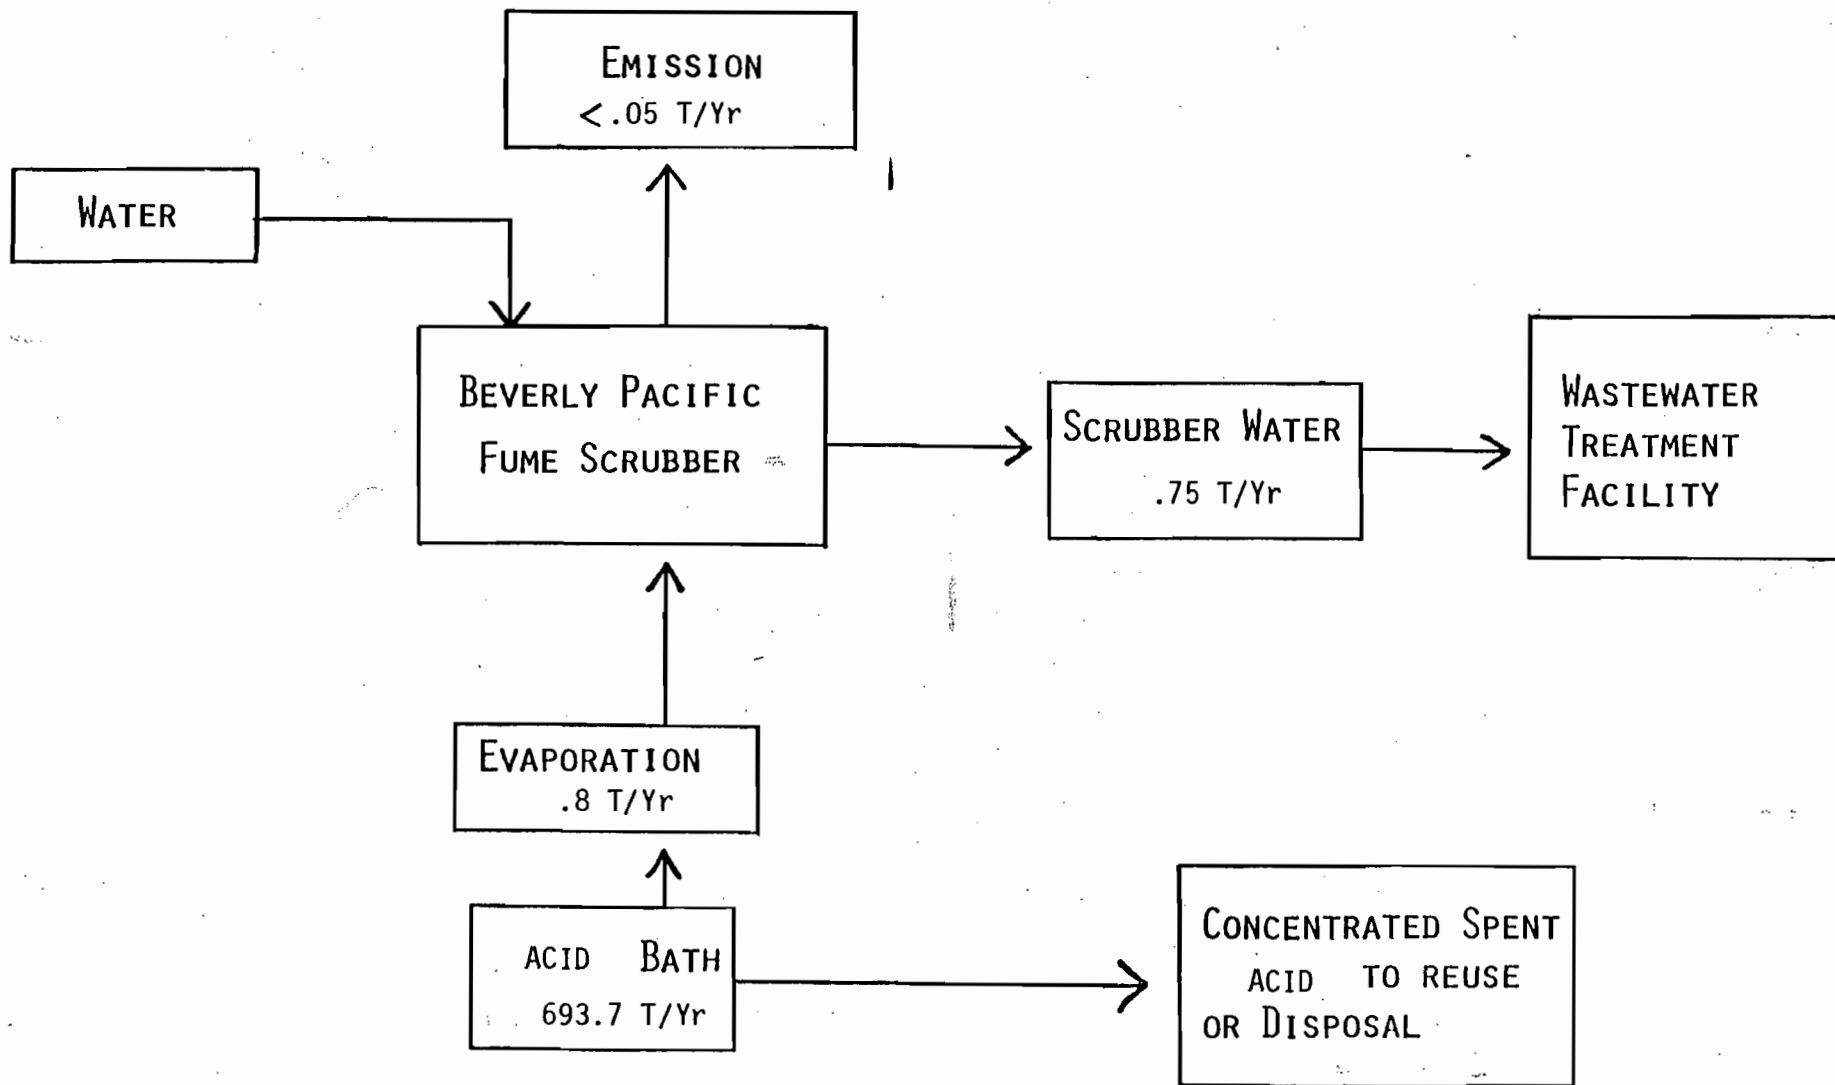 EMISSION
<.05 T/Yr
WATER
BEVERLY PACIFIC
FUME SCRUBBER
SCRUBBER WATER
.75 T/Yr
WASTEWATER
TREATMENT
FACILITY
EVAPORATION
.8 T/Yr
ACID BATH
693.7 T/Yr
CONCENTRATED SPENT
ACID TO REUSE
OR DISPOSAL